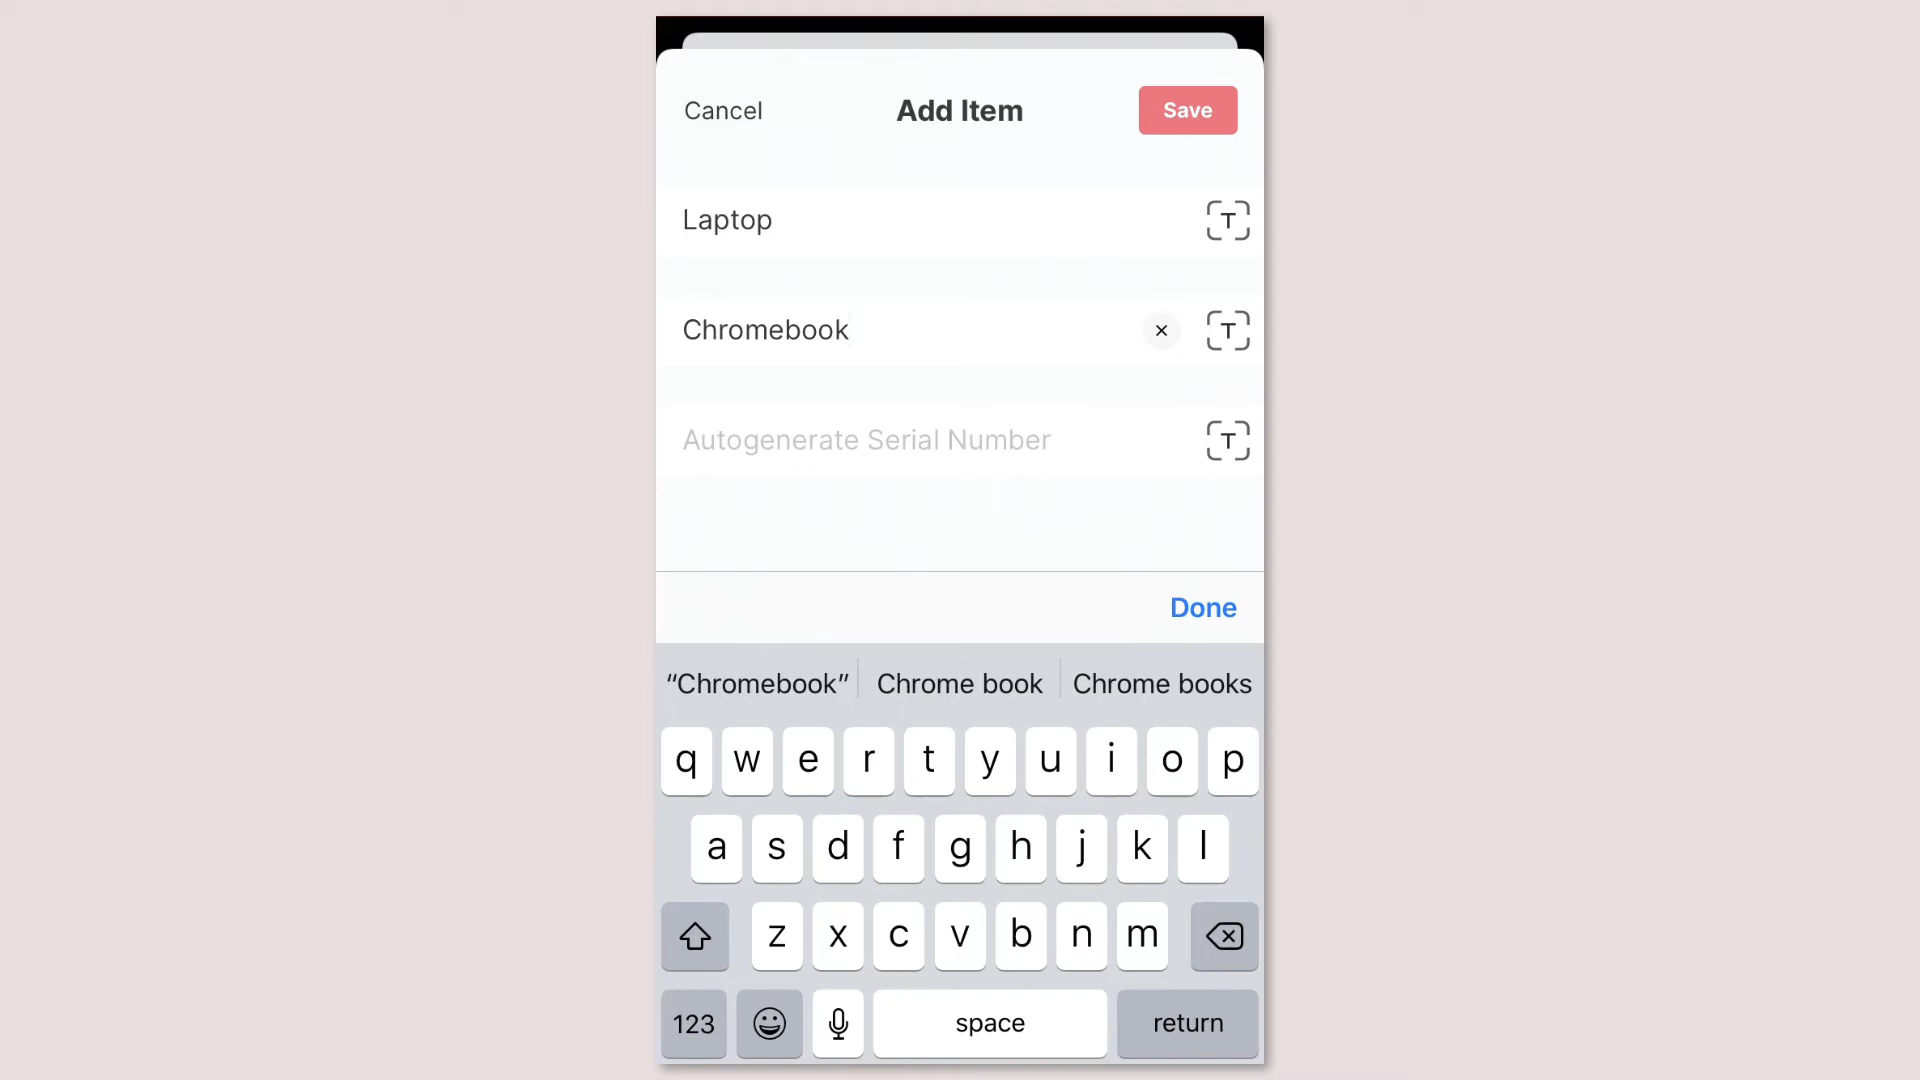 Cancel Add Item Save
Laptop T
Chromebook × T
Autogenerate Serial Number T
Done
“Chromebook” Chrome book Chrome books
q w e r t y u i o p
a s d f g h j k l
z x c v b n m
123 space return